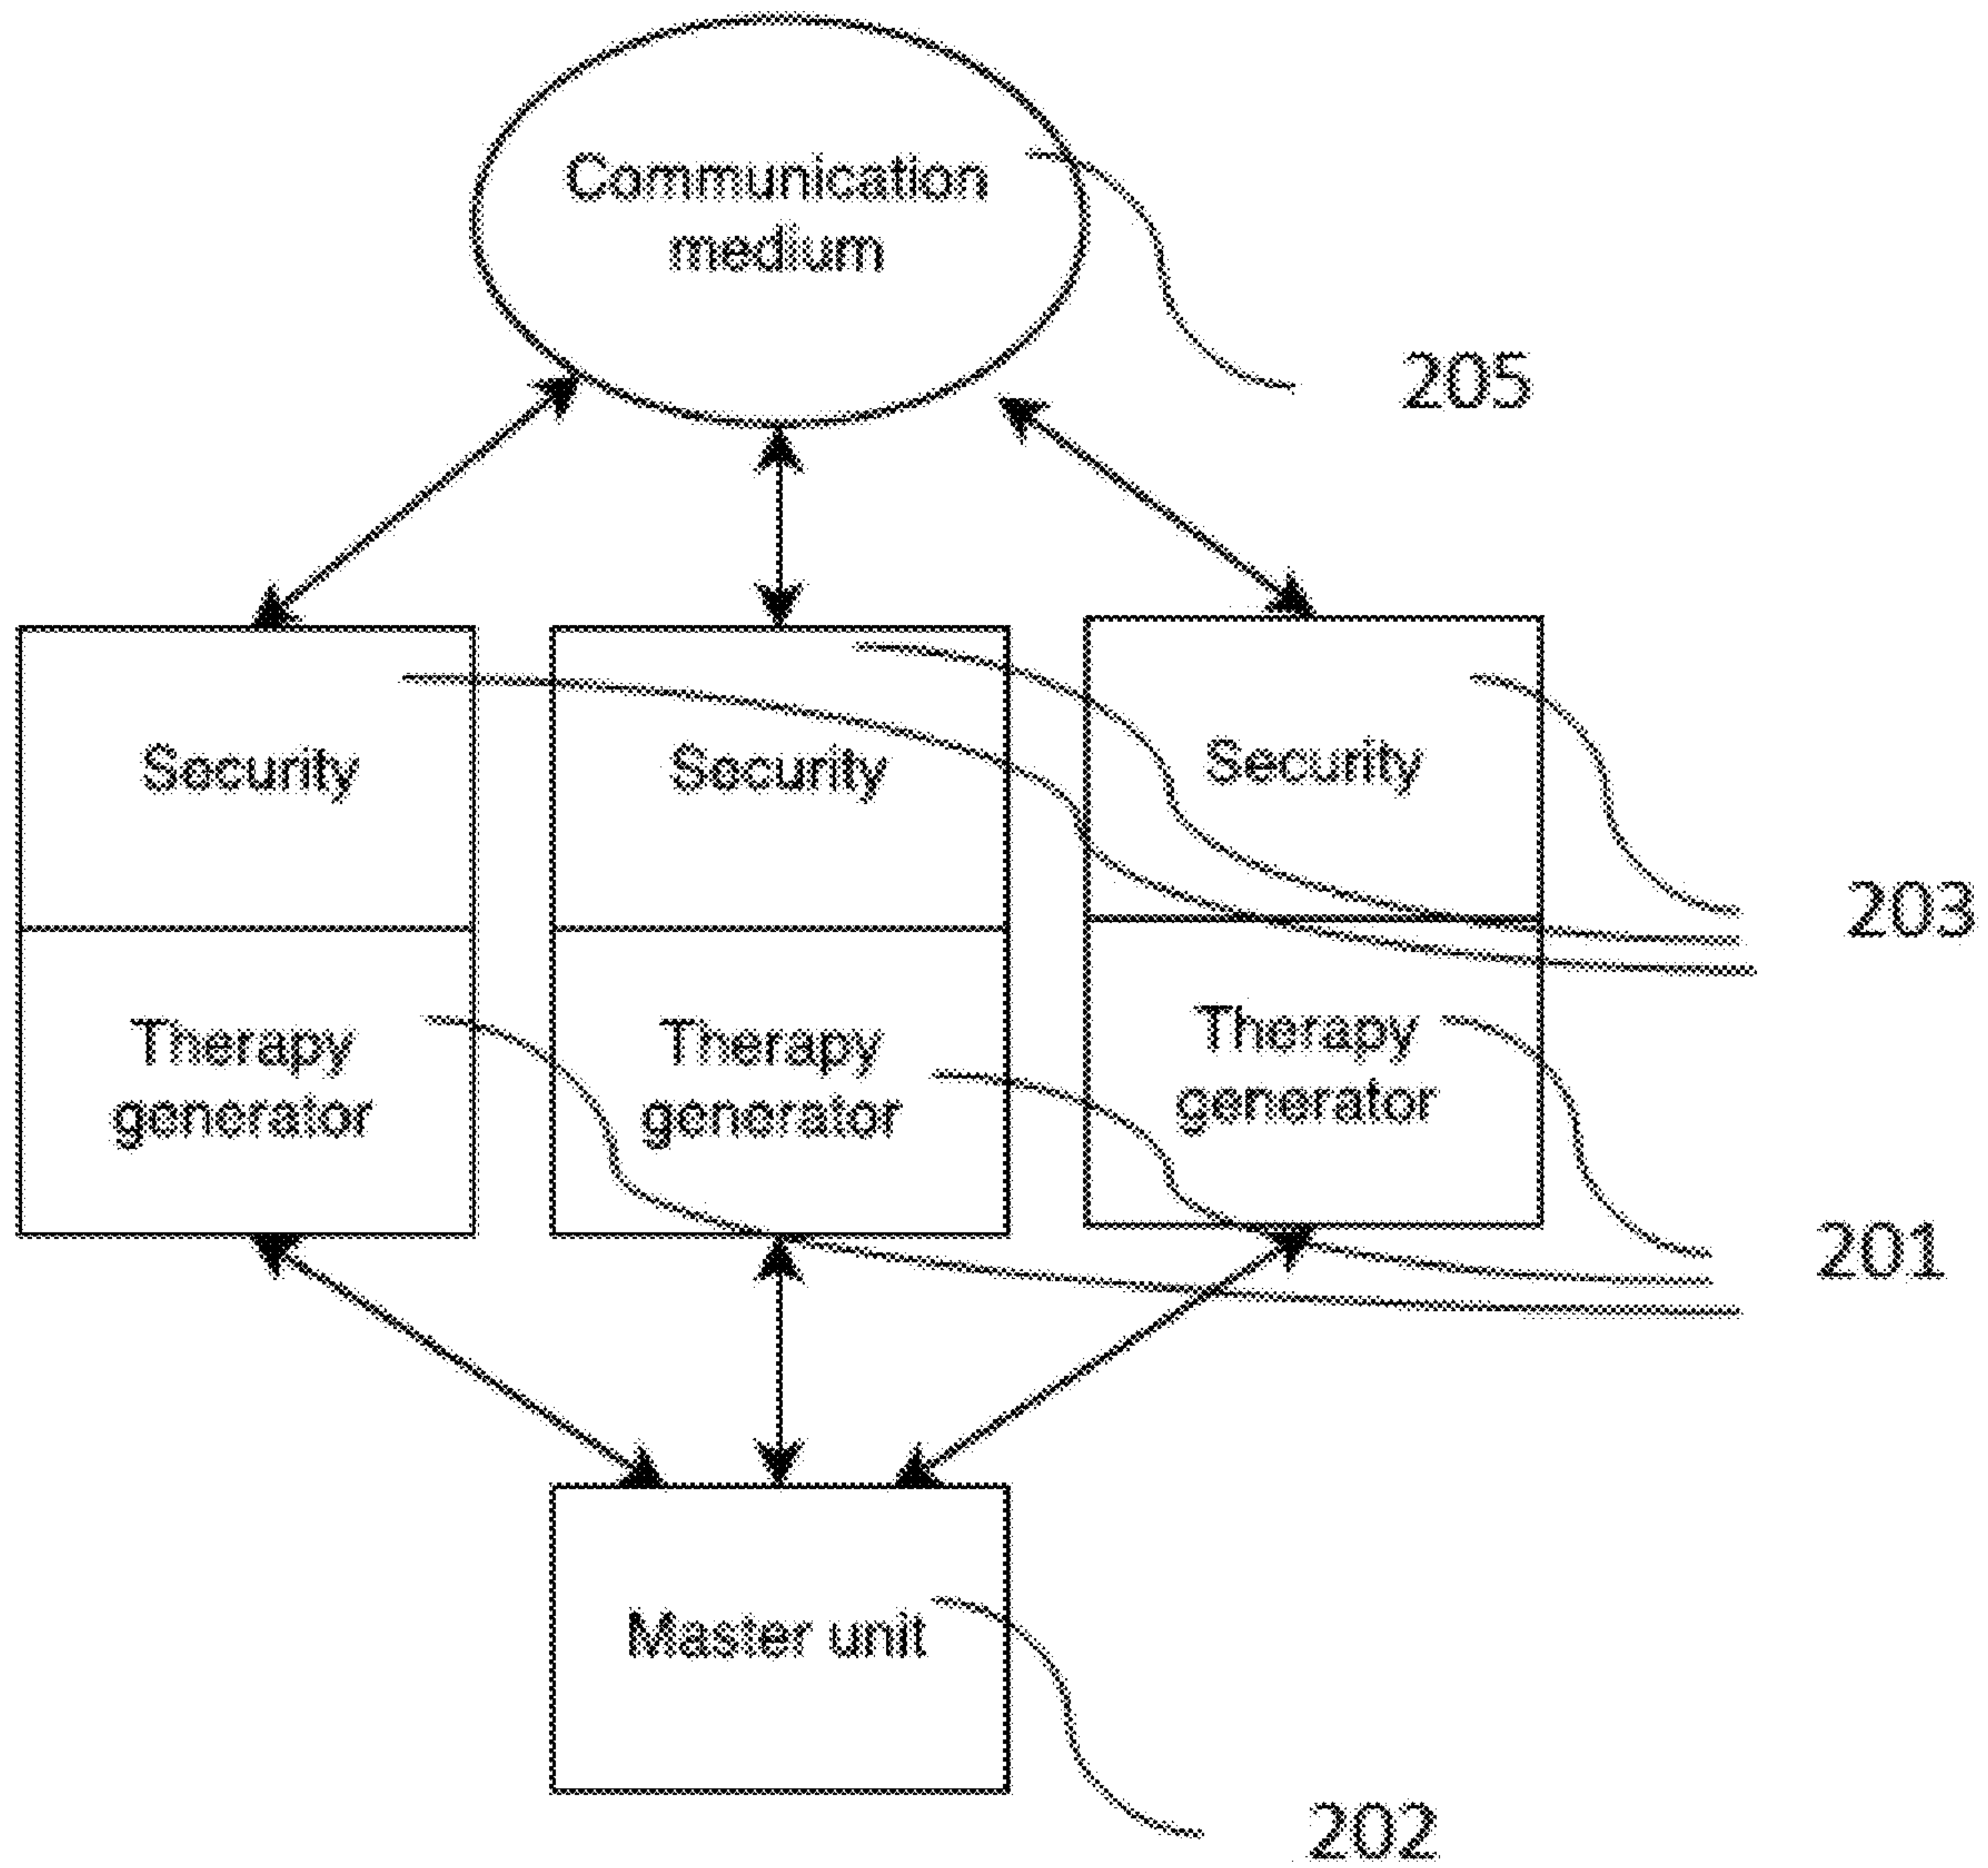 Communication
medium
205
Security
Security
Security
203
Therapy
generator
Therapy
generator
Therapy
generator
201
Master unit
202